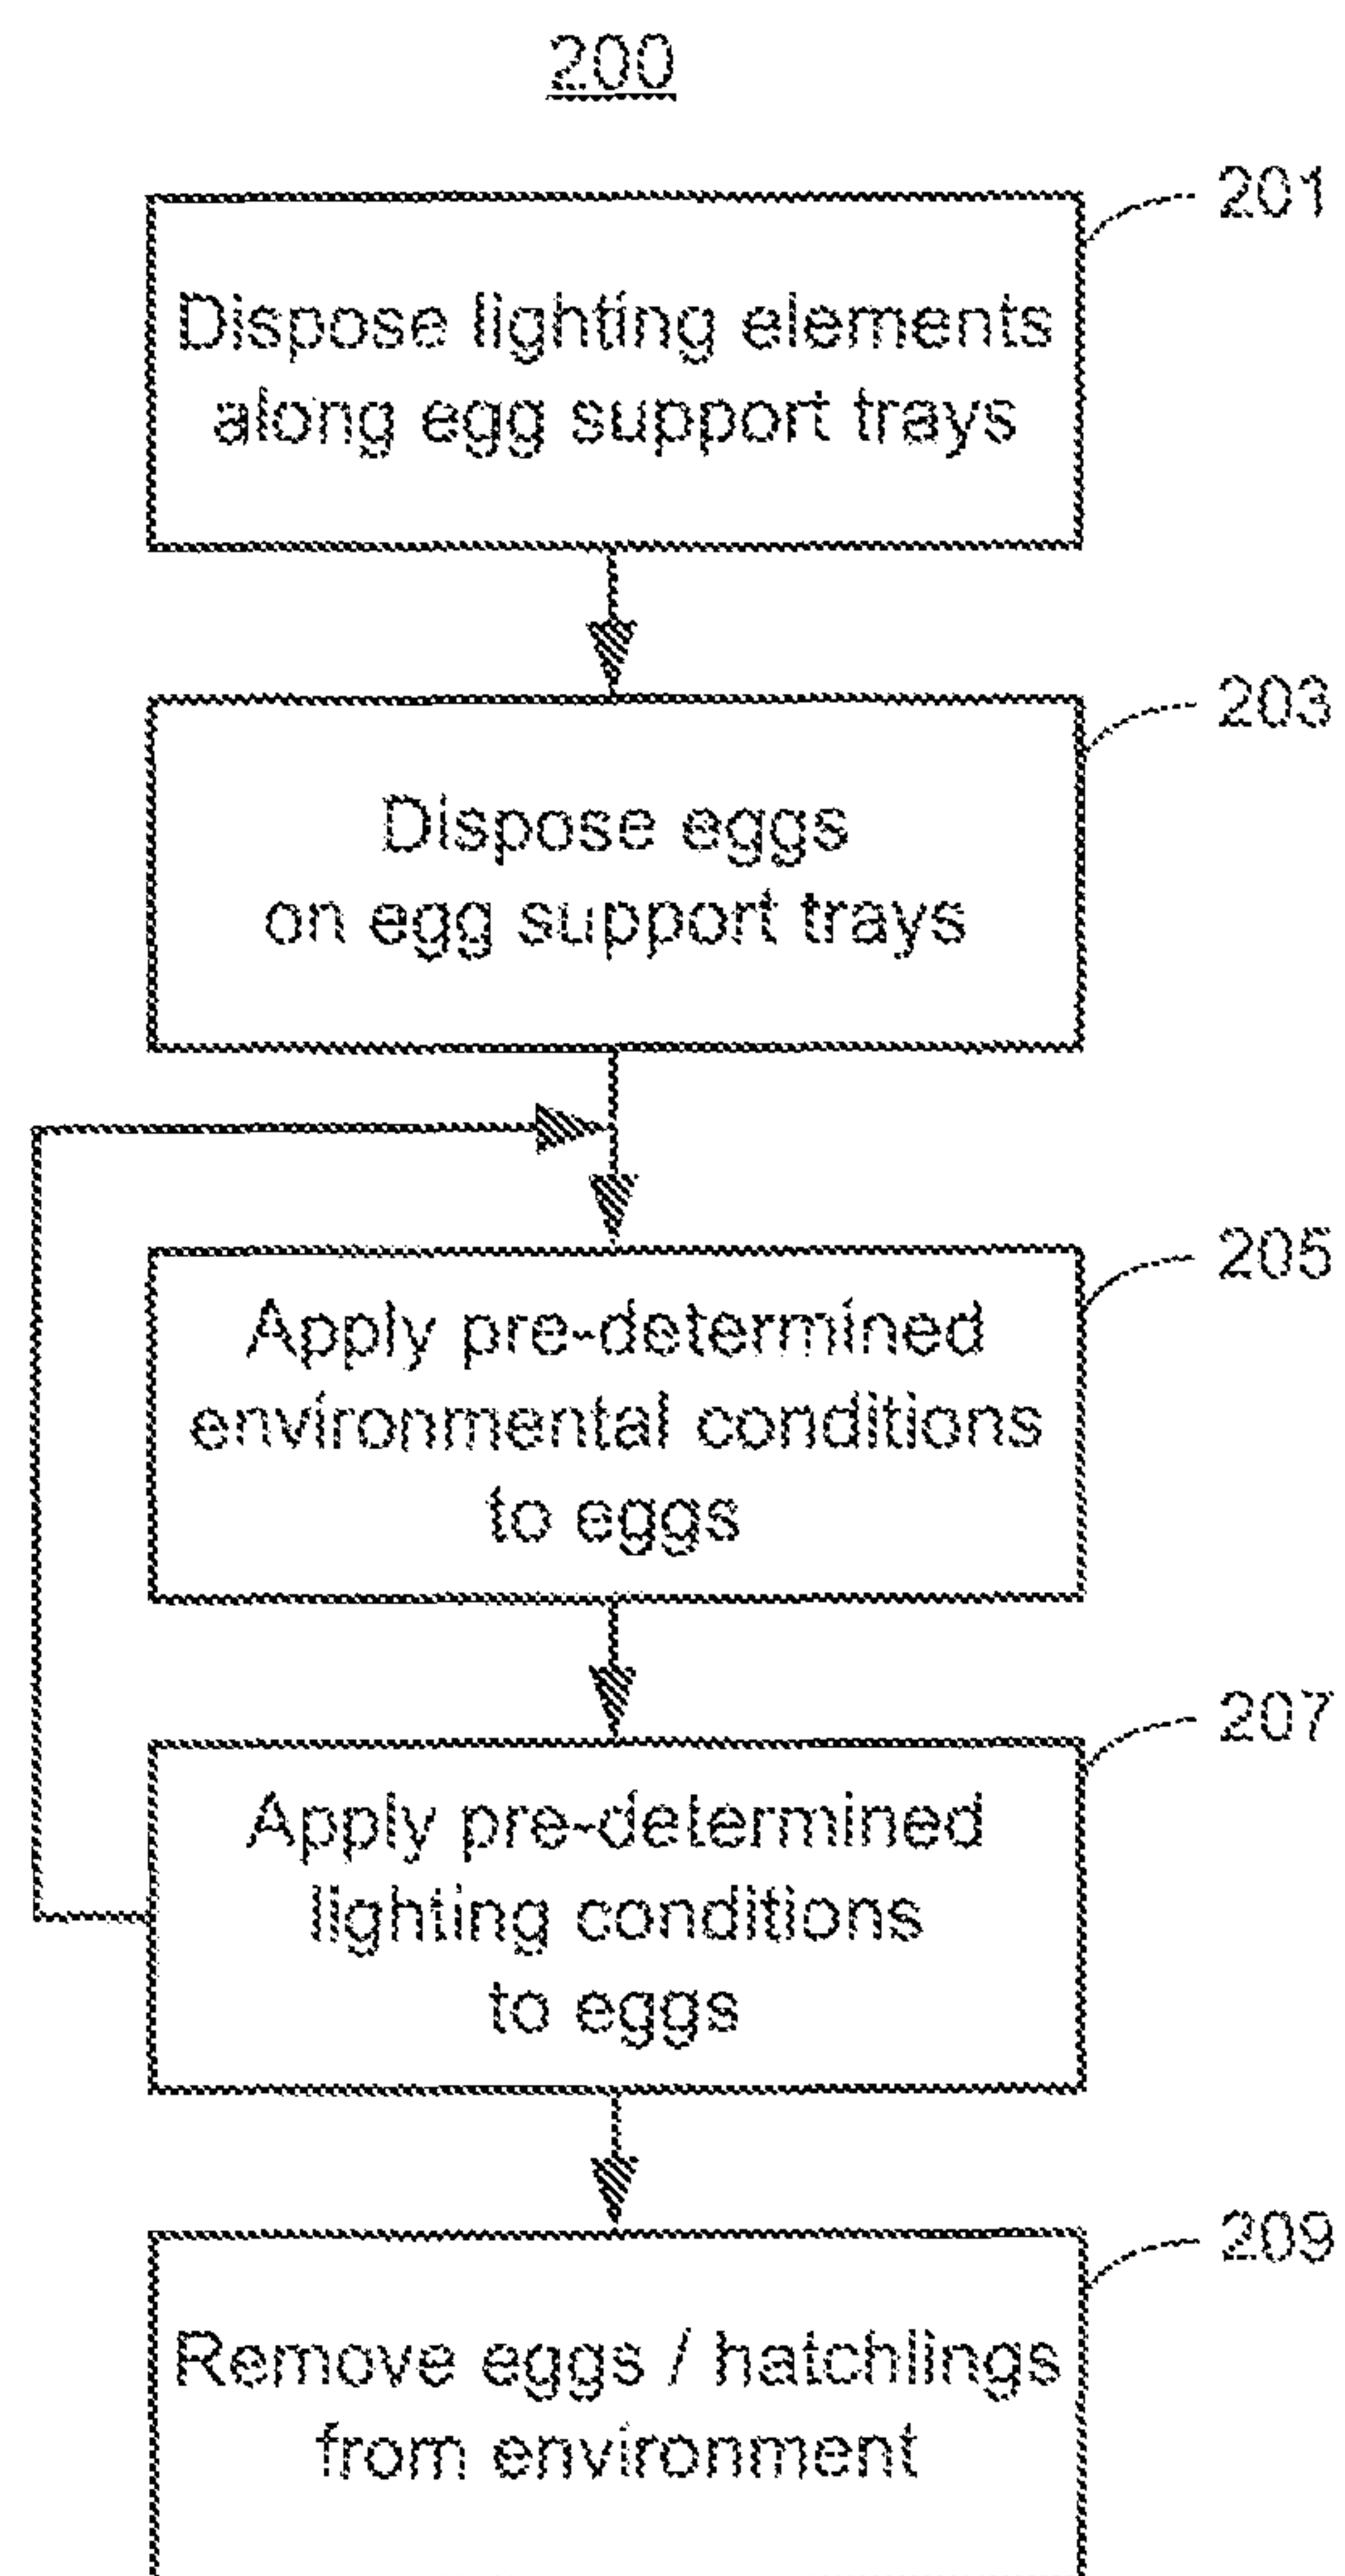 200
201
Dispose lighting elements
along egg support trays
203
Dispose eggs
on egg support trays
205
Apply pre-determined
environmental conditions
to eggs
207
Apply pre-determined
lighting conditions
to eggs
209
Remove eggs / hatchlings
from environment